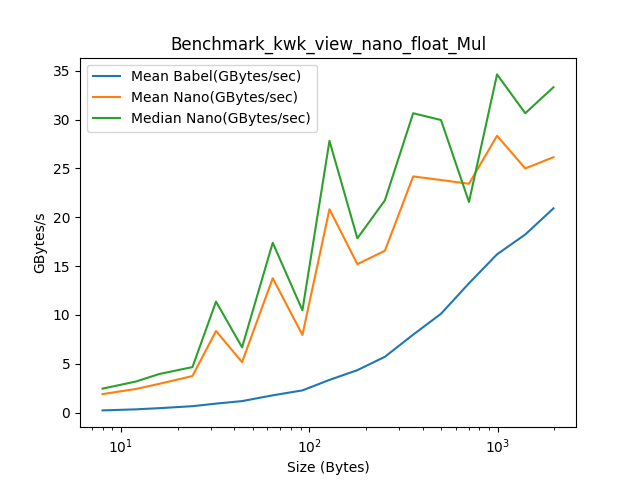 Benchmark_kwk_view_nano_float_Mul
Mean Babel(GBytes/sec)
Mean Nano(GBytes/sec)
Median Nano(GBytes/sec)
GBytes/s
35
30
25
20
15
10
5
0
10¹
10²
10³
Size (Bytes)